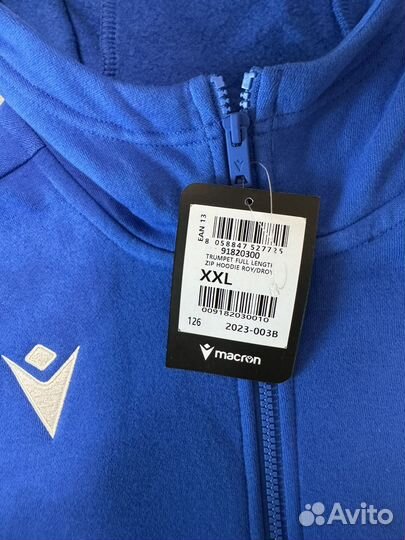 EAN 13
8 058847 527725
91820300
TRUMPET FULL LENGTH
ZIP HOODIE ROY/DROY
XXL
009182030010
126
2023-003B
macron
Avito